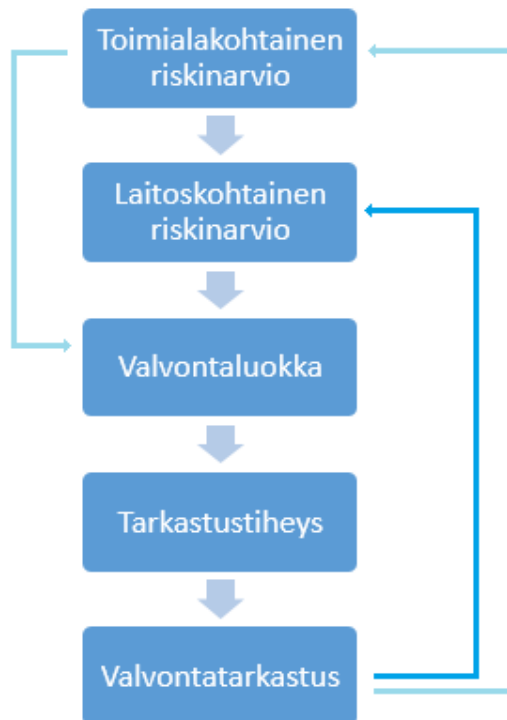 Toimialakohtainen
riskinarvio
Laitoskohtainen
riskinarvio
Valvontaluokka
Tarkastustiheys
Valvontatarkastus